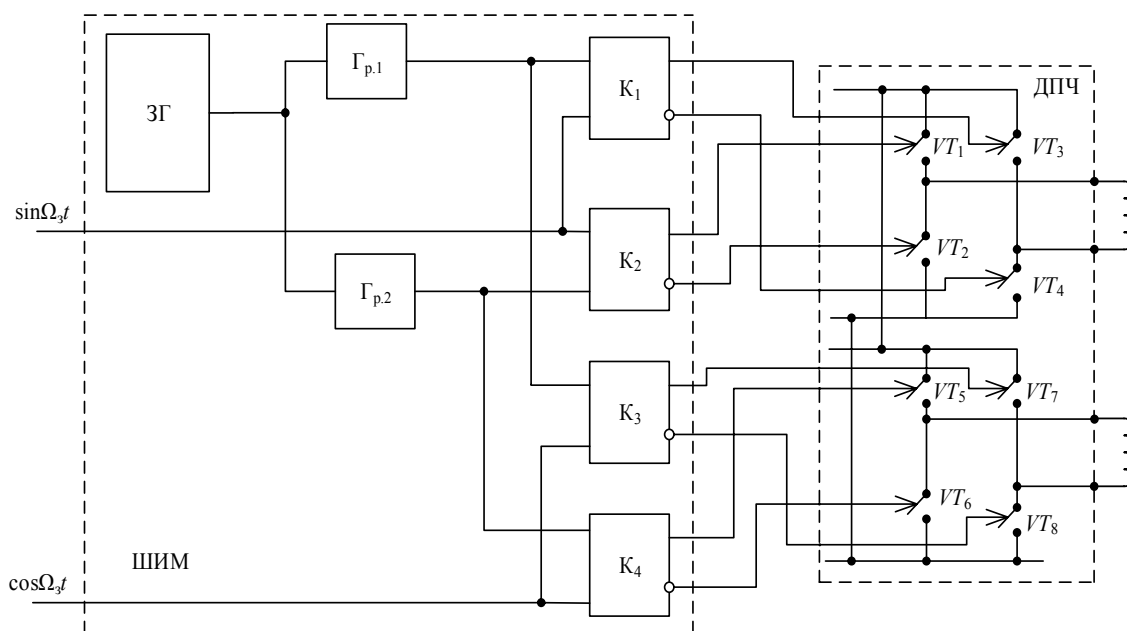 ДПЧ
Гр.1
К1
ЗГ
VT1
VT3
sinΩзt
К2
VT2
VT4
Гр.2
К3
VT5
VT7
VT6
VT8
К4
ШИМ
cosΩзt